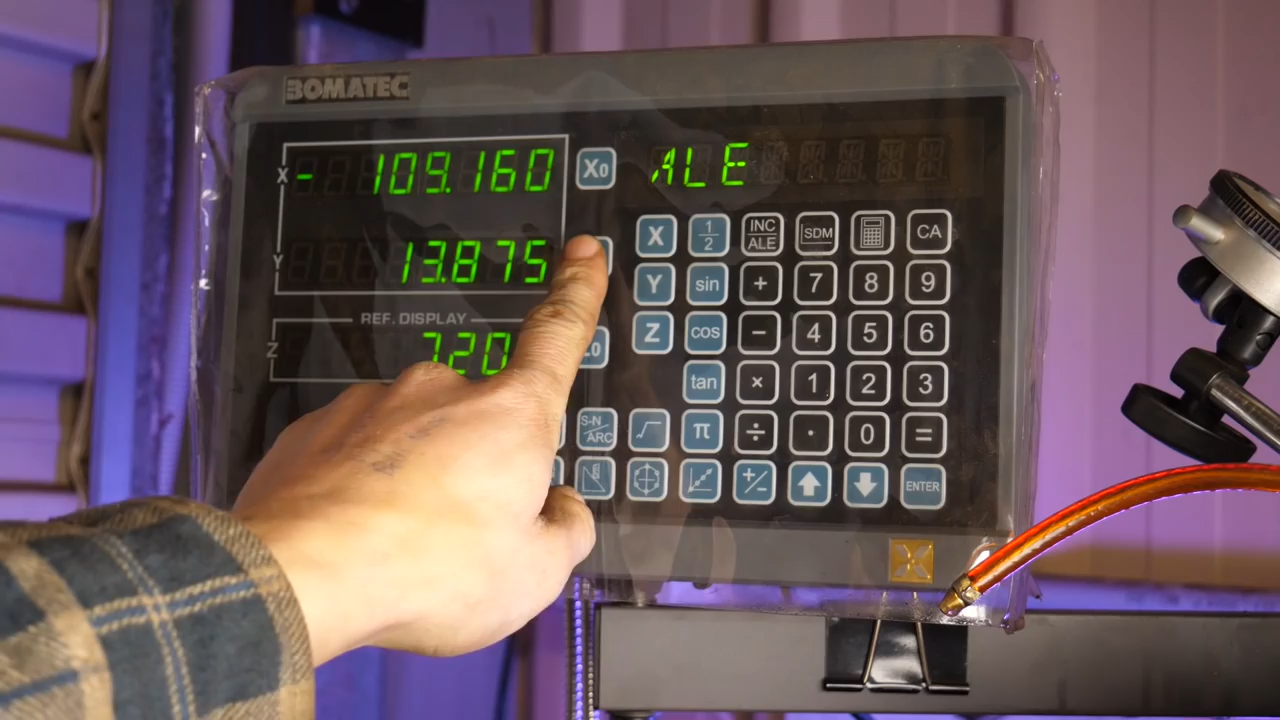 BOMATEC
X - 109.160 X0 ALE
X 1/2 INC/ALE SDM CA
Y 13.875
Y sin + 7 8 9
REF. DISPLAY
Z cos − 4 5 6
Z 720
tan × 1 2 3
S-N/ARC π ÷ · 0 =
+/− ENTER